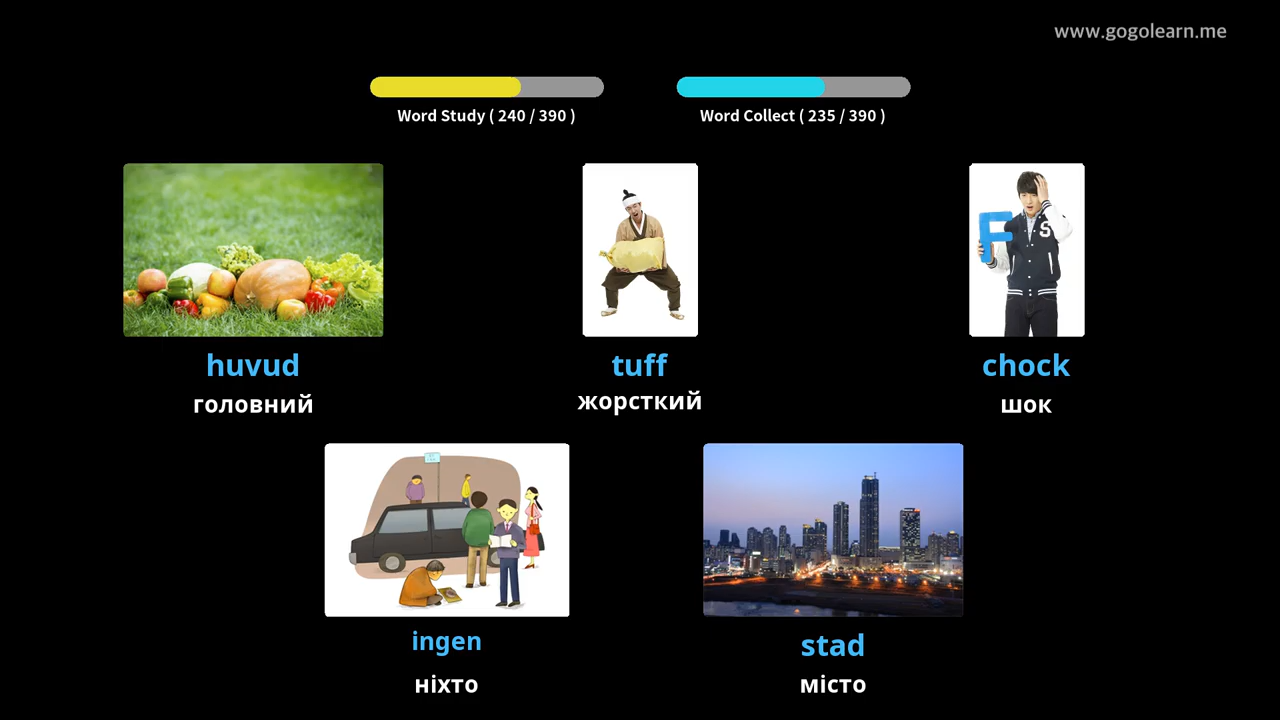 www.gogolearn.me
Word Study ( 240 / 390 )
Word Collect ( 235 / 390 )
F
S
huvud
tuff
chock
головний
жорсткий
шок
ingen
stad
ніхто
місто